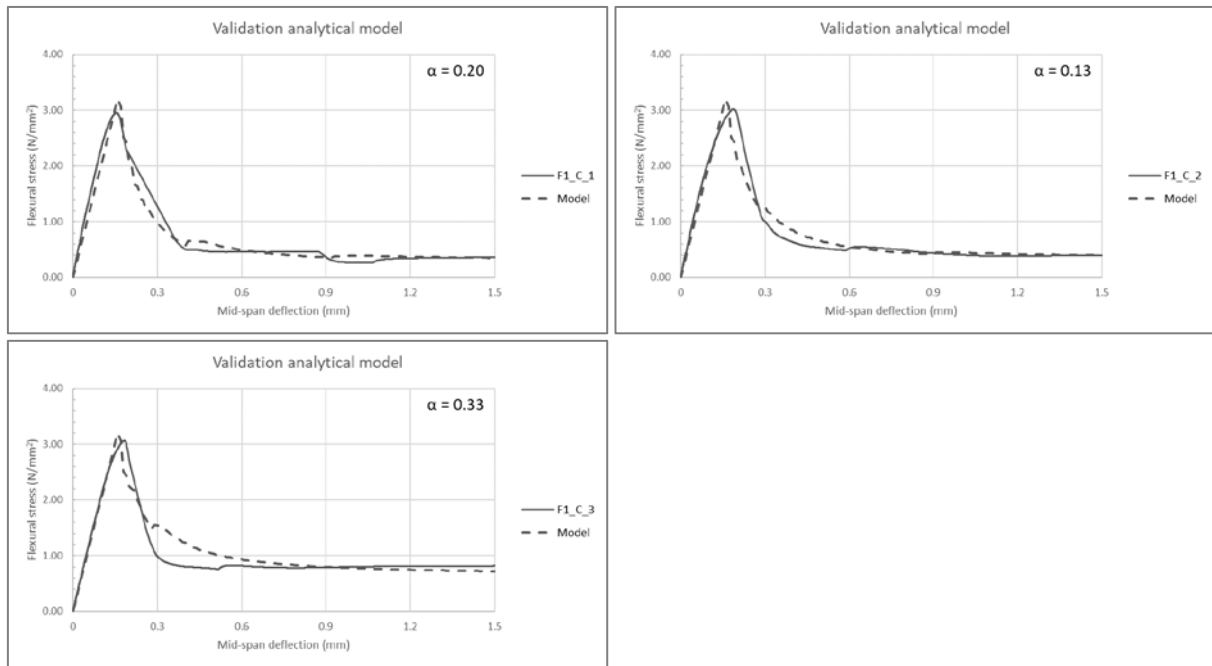 Validation analytical model
α = 0.20
4.00
3.00
2.00
1.00
0.00
Flexural stress (N/mm²)
0
0.3
0.6
0.9
1.2
1.5
Mid-span deflection (mm)
F1_C_1
Model
Validation analytical model
α = 0.13
4.00
3.00
2.00
1.00
0.00
Flexural stress (N/mm²)
0
0.3
0.6
0.9
1.2
1.5
Mid-span deflection (mm)
F1_C_2
Model
Validation analytical model
α = 0.33
4.00
3.00
2.00
1.00
0.00
Flexural stress (N/mm²)
0
0.3
0.6
0.9
1.2
1.5
Mid-span deflection (mm)
F1_C_3
Model